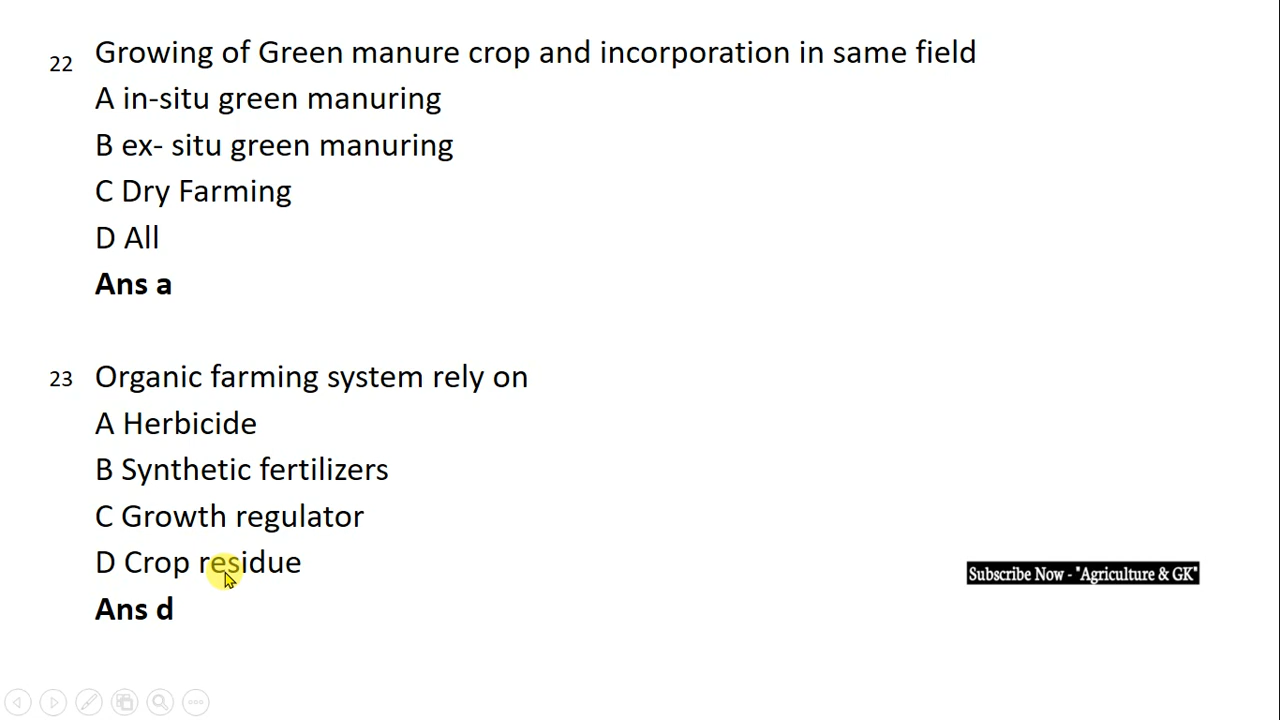 22 Growing of Green manure crop and incorporation in same field
A in-situ green manuring
B ex- situ green manuring
C Dry Farming
D All
Ans a
23 Organic farming system rely on
A Herbicide
B Synthetic fertilizers
C Growth regulator
D Crop residue
Subscribe Now - "Agriculture & GK"
Ans d